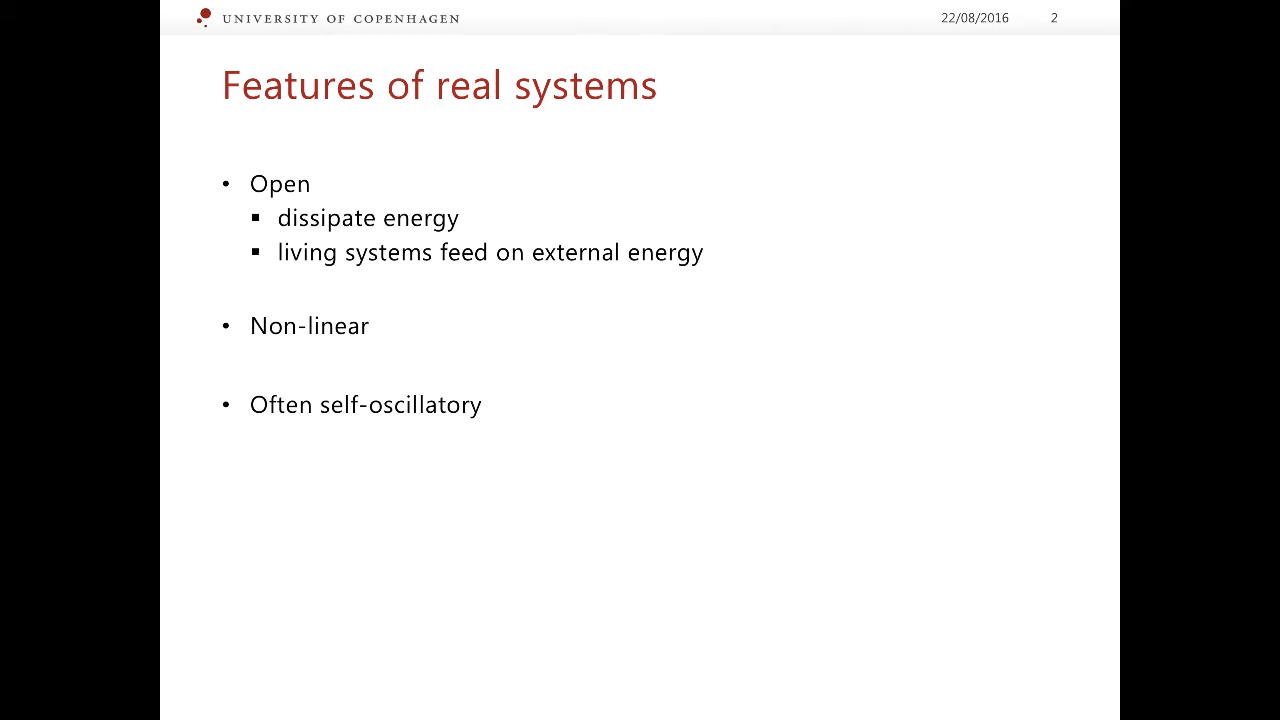 UNIVERSITY OF COPENHAGEN 22/08/2016 2
Features of real systems
• Open
▪ dissipate energy
▪ living systems feed on external energy
• Non-linear
• Often self-oscillatory